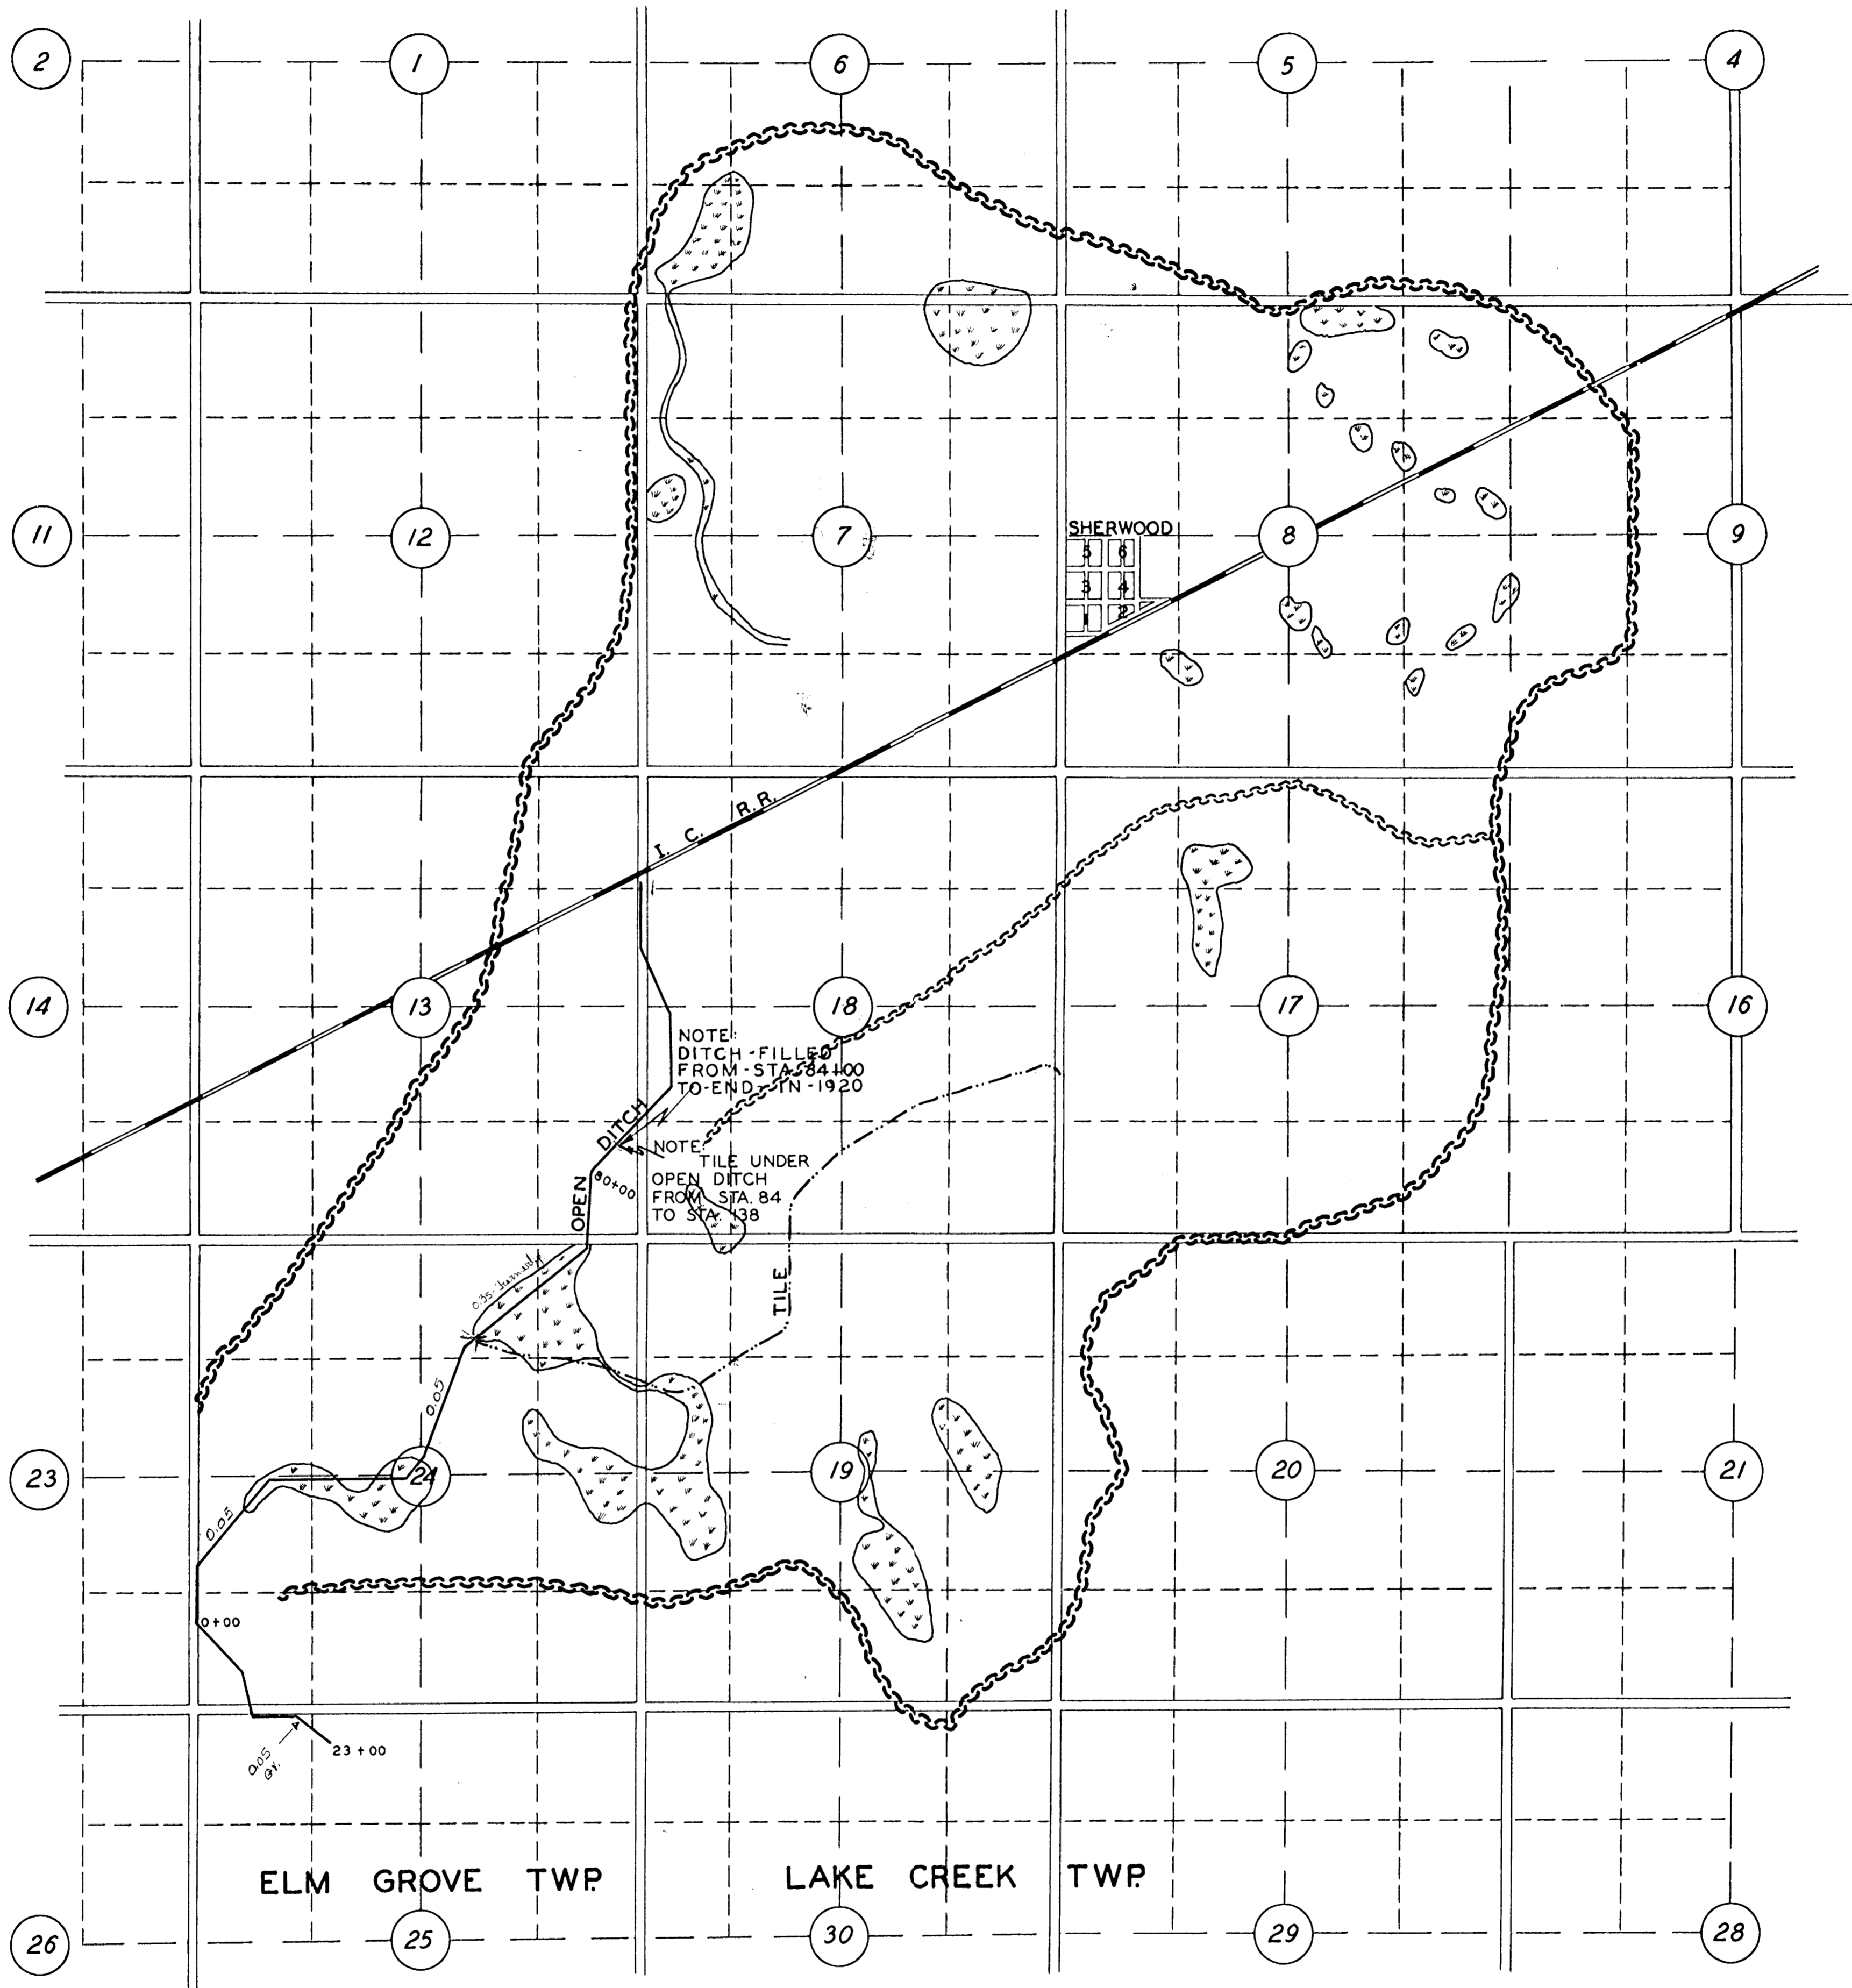 2 1 6 5 4
11 12 7 8 9
SHERWOOD
5 6
3 4
1 2
I. C. R.R.
14 13 18 17 16
NOTE:
DITCH-FILLED
FROM-STA. 84+00
TO-END-IN-1920
OPEN DITCH
80+00
NOTE:
TILE UNDER
OPEN DITCH
FROM STA. 84
TO STA. 138
TILE
0.05
23 24 19 20 21
0.05
0+00
23+00
0.05
Gr.
ELM GROVE TWP. LAKE CREEK TWP.
26 25 30 29 28